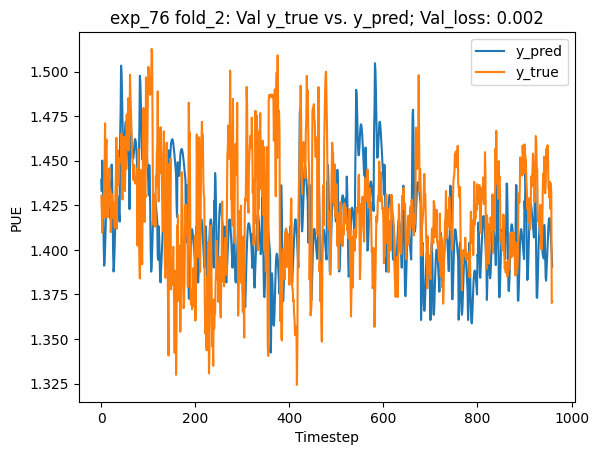 exp_76 fold_2: Val y_true vs. y_pred; Val_loss: 0.002
y_pred
y_true
PUE
1.500
1.475
1.450
1.425
1.400
1.375
1.350
1.325
0 200 400 600 800 1000
Timestep